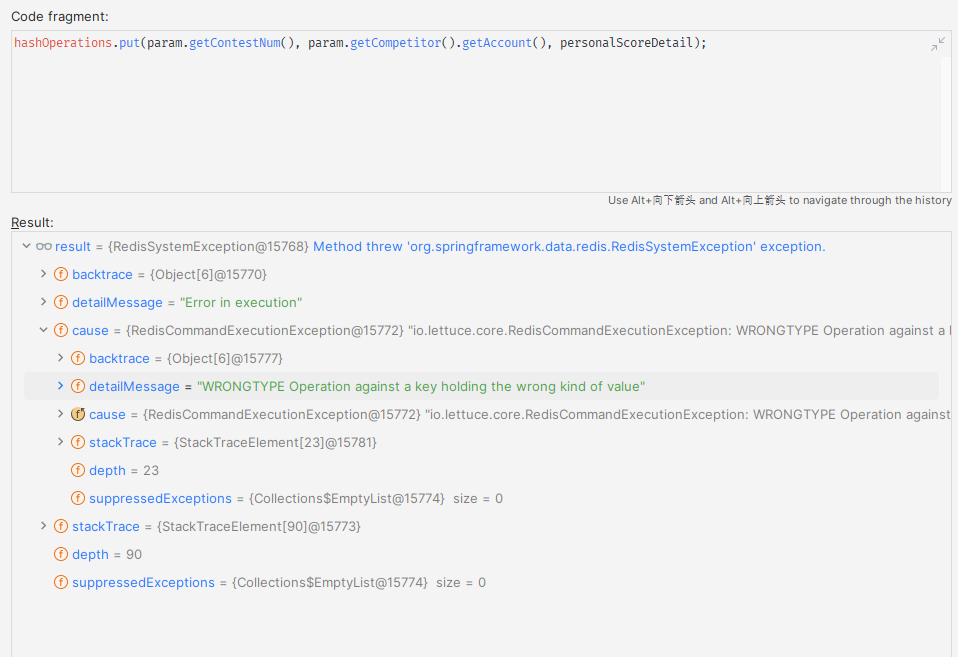 Code fragment:
hashOperations.put(param.getContestNum(), param.getCompetitor().getAccount(), personalScoreDetail);
Use Alt+向下箭头 and Alt+向上箭头 to navigate through the history
Result:
result = {RedisSystemException@15768} Method threw 'org.springframework.data.redis.RedisSystemException' exception.
backtrace = {Object[6]@15770}
detailMessage = "Error in execution"
cause = {RedisCommandExecutionException@15772} "io.lettuce.core.RedisCommandExecutionException: WRONGTYPE Operation against a
backtrace = {Object[6]@15777}
detailMessage = "WRONGTYPE Operation against a key holding the wrong kind of value"
cause = {RedisCommandExecutionException@15772} "io.lettuce.core.RedisCommandExecutionException: WRONGTYPE Operation against
stackTrace = {StackTraceElement[23]@15781}
depth = 23
suppressedExceptions = {Collections$EmptyList@15774} size = 0
stackTrace = {StackTraceElement[90]@15773}
depth = 90
suppressedExceptions = {Collections$EmptyList@15774} size = 0